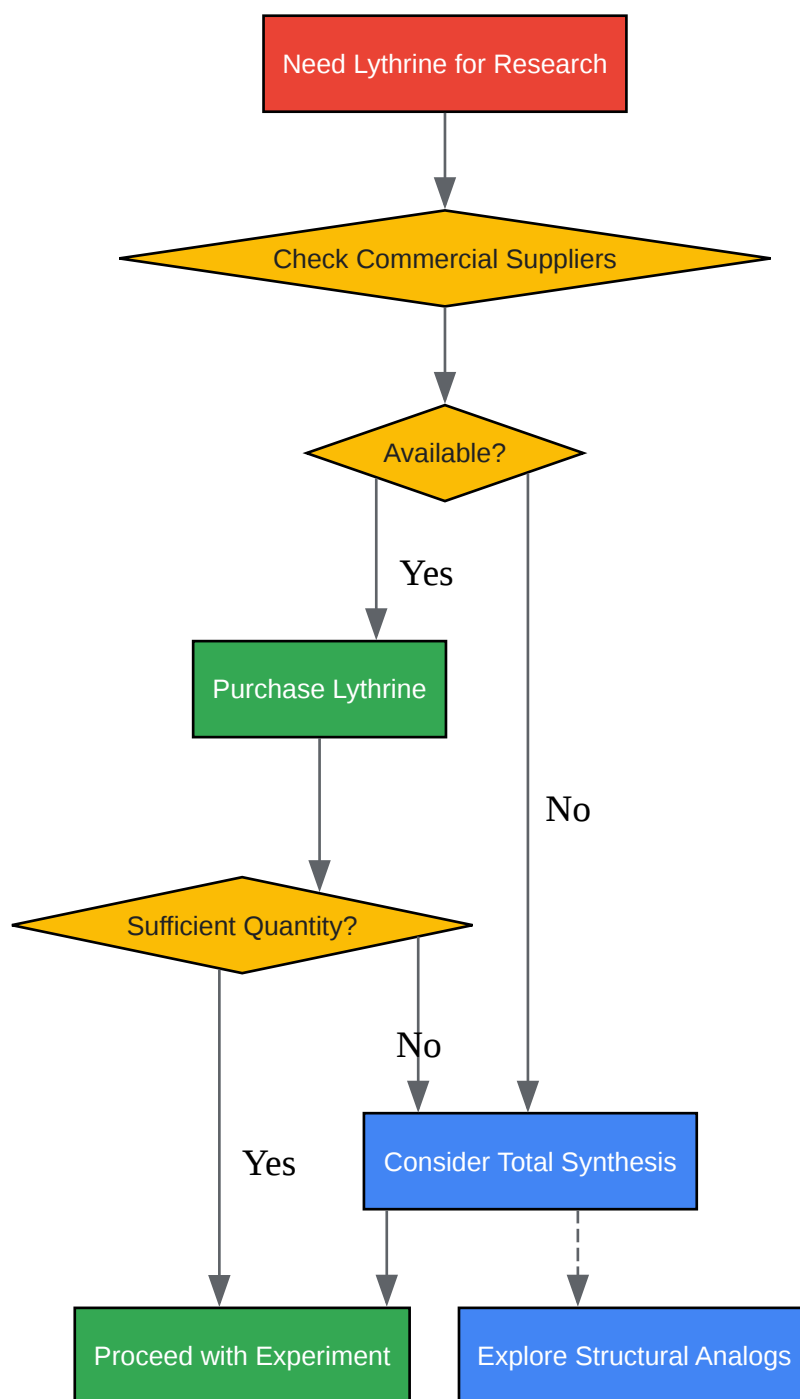 Need Lythrine for Research
Check Commercial Suppliers
Available?
Yes
Purchase Lythrine
No
Sufficient Quantity?
No
Yes
Consider Total Synthesis
Proceed with Experiment
Explore Structural Analogs